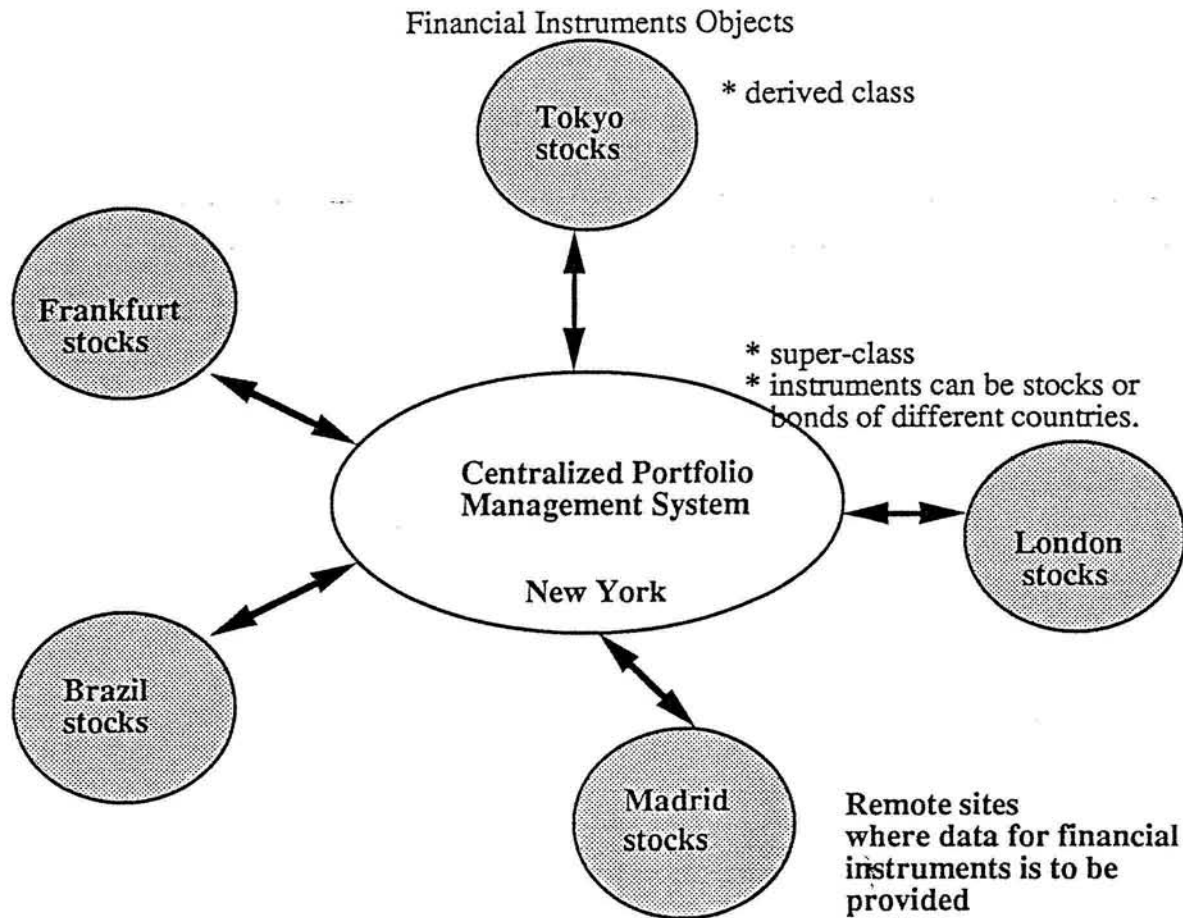 Financial Instruments Objects
* derived class
Tokyo
stocks
Frankfurt
stocks
* super-class
* instruments can be stocks or
bonds of different countries.
Centralized Portfolio
Management System
New York
London
stocks
Brazil
stocks
Madrid
stocks
Remote sites
where data for financial
instruments is to be
provided